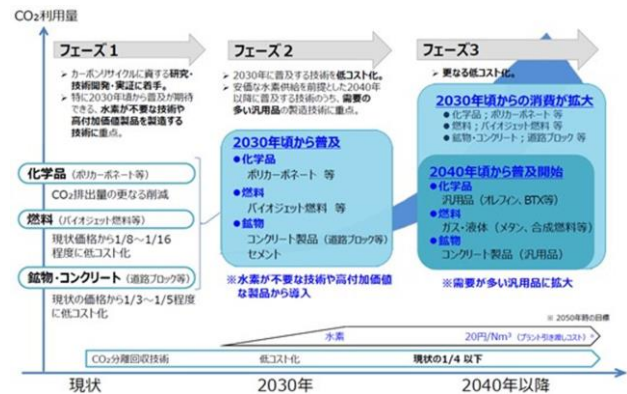 CO₂利用量
フェーズ1
➢ カーボンリサイクルに資する研究・
技術開発・実証に着手。
➢ 特に2030年頃から普及が期待
できる、水素が不要な技術や
高付加価値製品を製造する
技術に重点。
フェーズ2
➢ 2030年に普及する技術を低コスト化。
➢ 安価な水素供給を前提とした2040年
以降に普及する技術のうち、需要の
多い汎用品の製造技術に重点。
フェーズ3
➢ 更なる低コスト化。
化学品(ポリカーボネート等)
CO₂排出量の更なる削減
燃料(バイオジェット燃料等)
現状価格から1/8～1/16
程度に低コスト化
鉱物・コンクリート(道路ブロック等)
現状の価格から1/3～1/5程度
に低コスト化
2030年頃から普及
●化学品
ポリカーボネート 等
●燃料
バイオジェット燃料 等
●鉱物
コンクリート製品(道路ブロック等)
セメント
※水素が不要な技術や高付加価値
な製品から導入
2030年頃からの消費が拡大
●化学品:ポリカーボネート 等
●燃料:バイオジェット燃料 等
●鉱物・コンクリート:道路ブロック 等
2040年頃から普及開始
●化学品
汎用品(オレフィン、BTX等)
●燃料
ガス・液体(メタン、合成燃料等)
●鉱物
コンクリート製品(汎用品)
※需要が多い汎用品に拡大
※ 2050年時の目標
水素
20円/Nm³(プラント引き渡しコスト)※
CO₂分離回収技術
低コスト化
現状の1/4 以下
現状
2030年
2040年以降